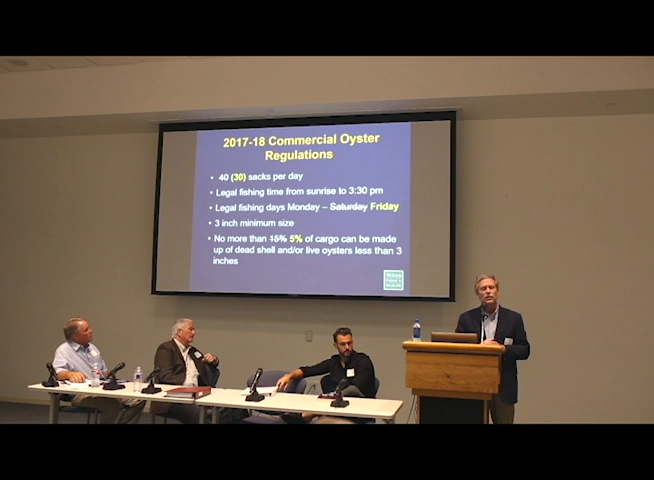 2017-18 Commercial Oyster
Regulations
• 40 (30) sacks per day
• Legal fishing time from sunrise to 3:30 pm
• Legal fishing days Monday – Saturday Friday
• 3 inch minimum size
• No more than 15% 5% of cargo can be made
up of dead shell and/or live oysters less than 3
inches
TEXAS